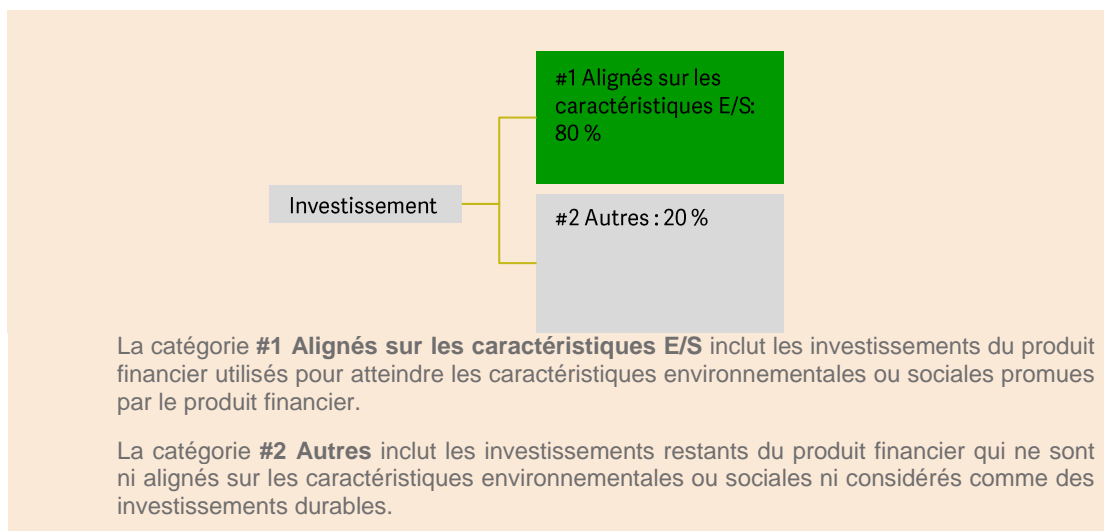 #1 Alignés sur les
caractéristiques E/S:
80 %
Investissement
#2 Autres : 20 %
La catégorie #1 Alignés sur les caractéristiques E/S inclut les investissements du produit
financier utilisés pour atteindre les caractéristiques environnementales ou sociales promues
par le produit financier.
La catégorie #2 Autres inclut les investissements restants du produit financier qui ne sont
ni alignés sur les caractéristiques environnementales ou sociales ni considérés comme des
investissements durables.